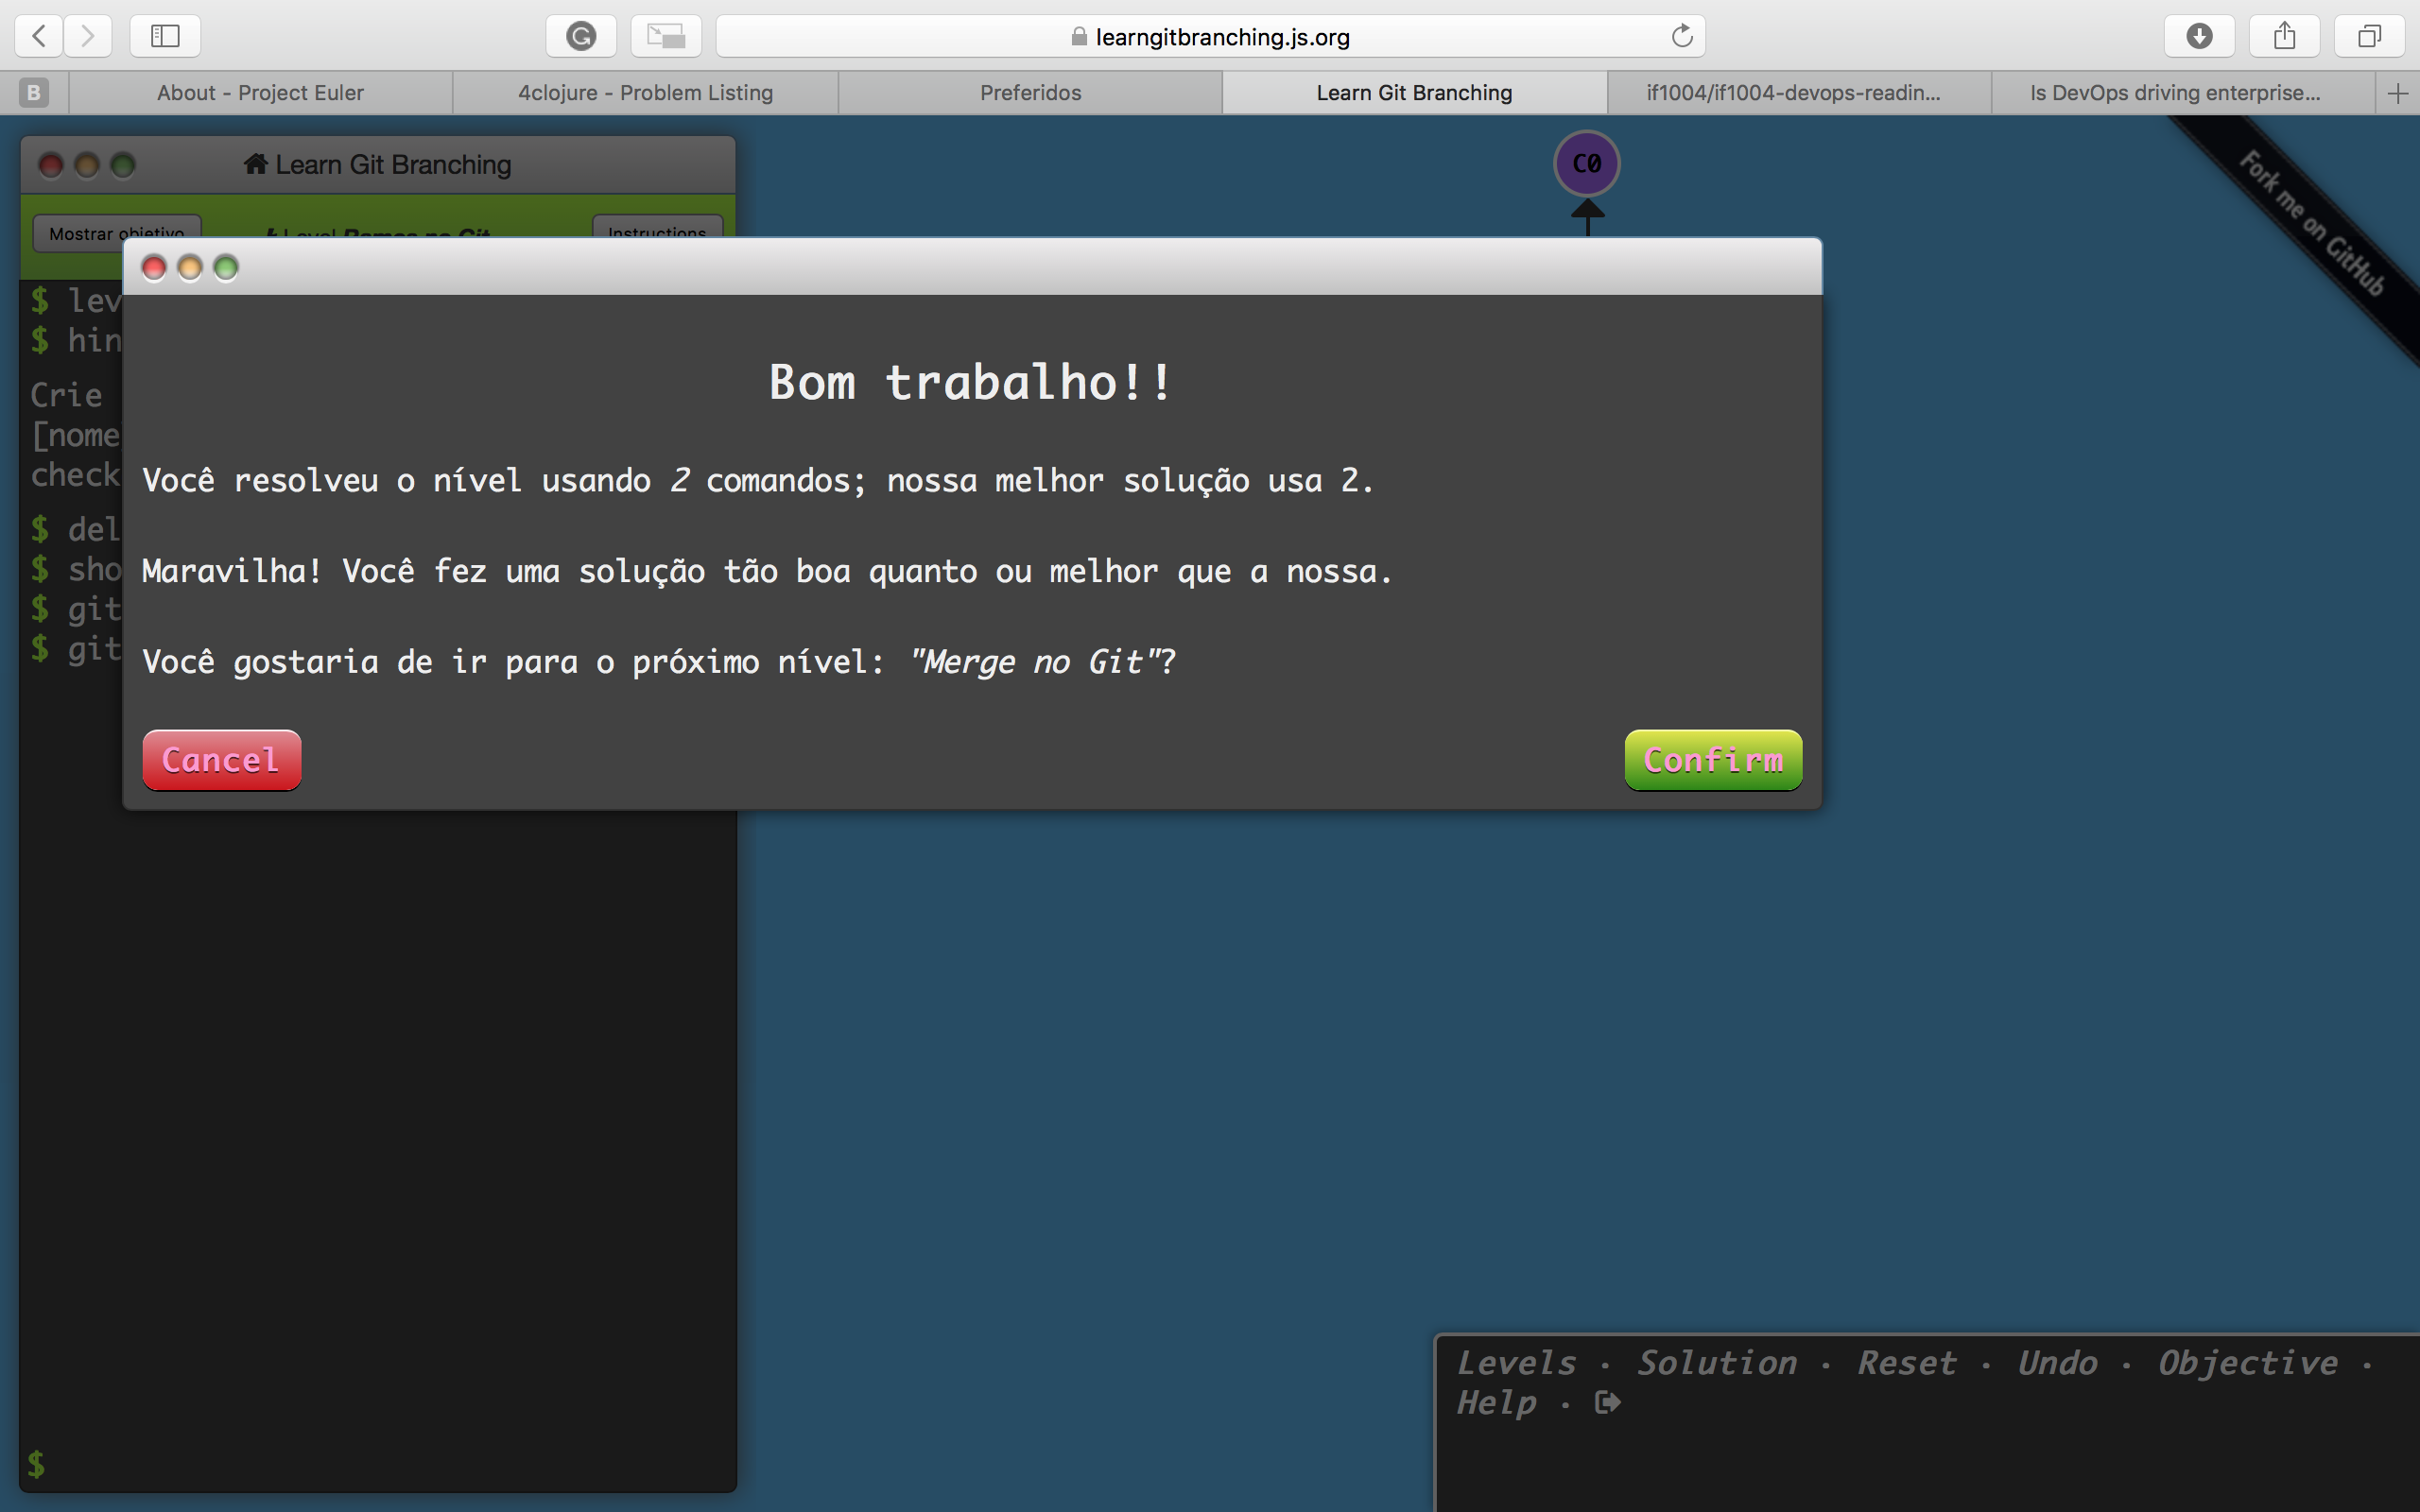 learngitbranching.js.org
B
About - Project Euler
4clojure - Problem Listing
Preferidos
Learn Git Branching
if1004/if1004-devops-readin...
Is DevOps driving enterprise...
Learn Git Branching
C0
Fork me on GitHub
Mostrar objetivo
Level Ramos no Git
Instructions
$ lev
$ hin
Crie
[nome
check
$ del
$ sho
$ git
$ git
Bom trabalho!!
Você resolveu o nível usando 2 comandos; nossa melhor solução usa 2.
Maravilha! Você fez uma solução tão boa quanto ou melhor que a nossa.
Você gostaria de ir para o próximo nível: "Merge no Git"?
Cancel
Confirm
Levels · Solution · Reset · Undo · Objective ·
Help ·
$